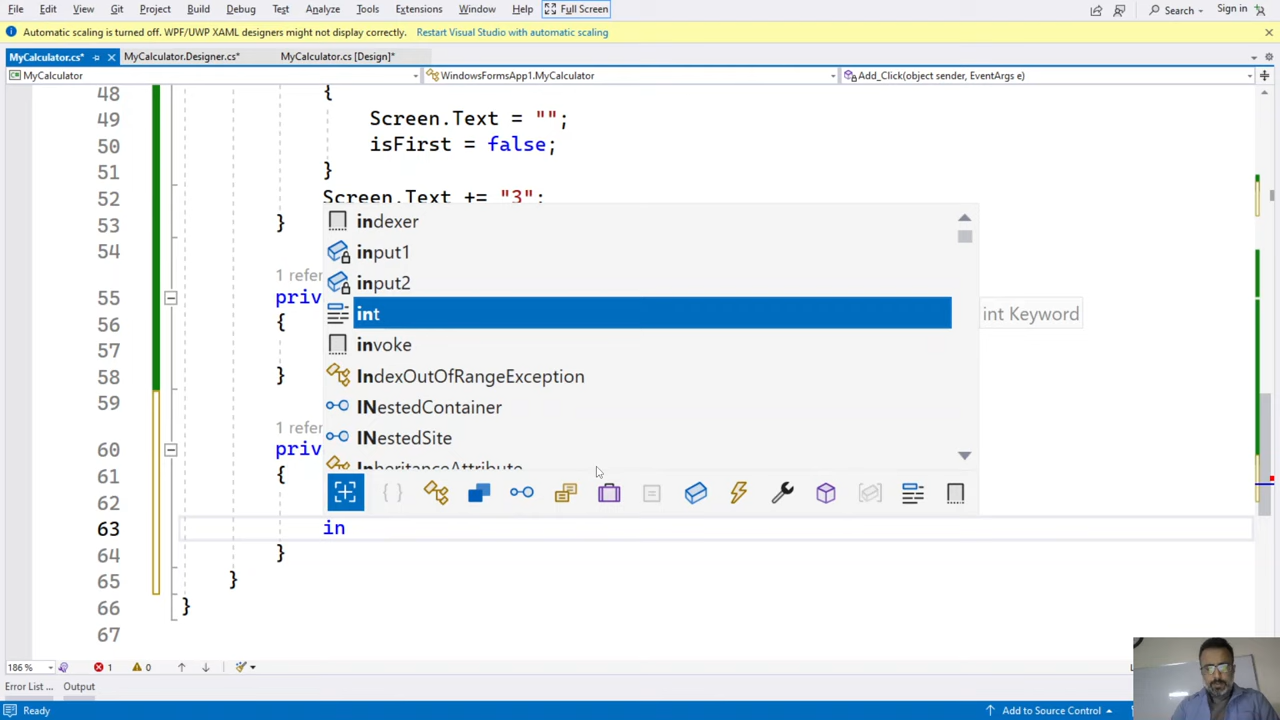 File Edit View Git Project Build Debug Test Analyze Tools Extensions Window Help Full Screen Search Sign in
Automatic scaling is turned off. WPF/UWP XAML designers might not display correctly. Restart Visual Studio with automatic scaling
MyCalculator.cs* MyCalculator.Designer.cs* MyCalculator.cs [Design]*
MyCalculator WindowsFormsApp1.MyCalculator Add_Click(object sender, EventArgs e)
48 {
49 Screen.Text = "";
50 isFirst = false;
51 }
52 Screen.Text += "3";
53 }
indexer
54
input1
1 refer
input2
55 priv
int int Keyword
56 {
57 invoke
58 }
IndexOutOfRangeException
59
INestedContainer
1 refer
INestedSite
60 priv
InheritanceAttribute
61 {
62
63 in
64 }
65 }
66 }
67
186 % 1 0
Error List ... Output
Ready Add to Source Control